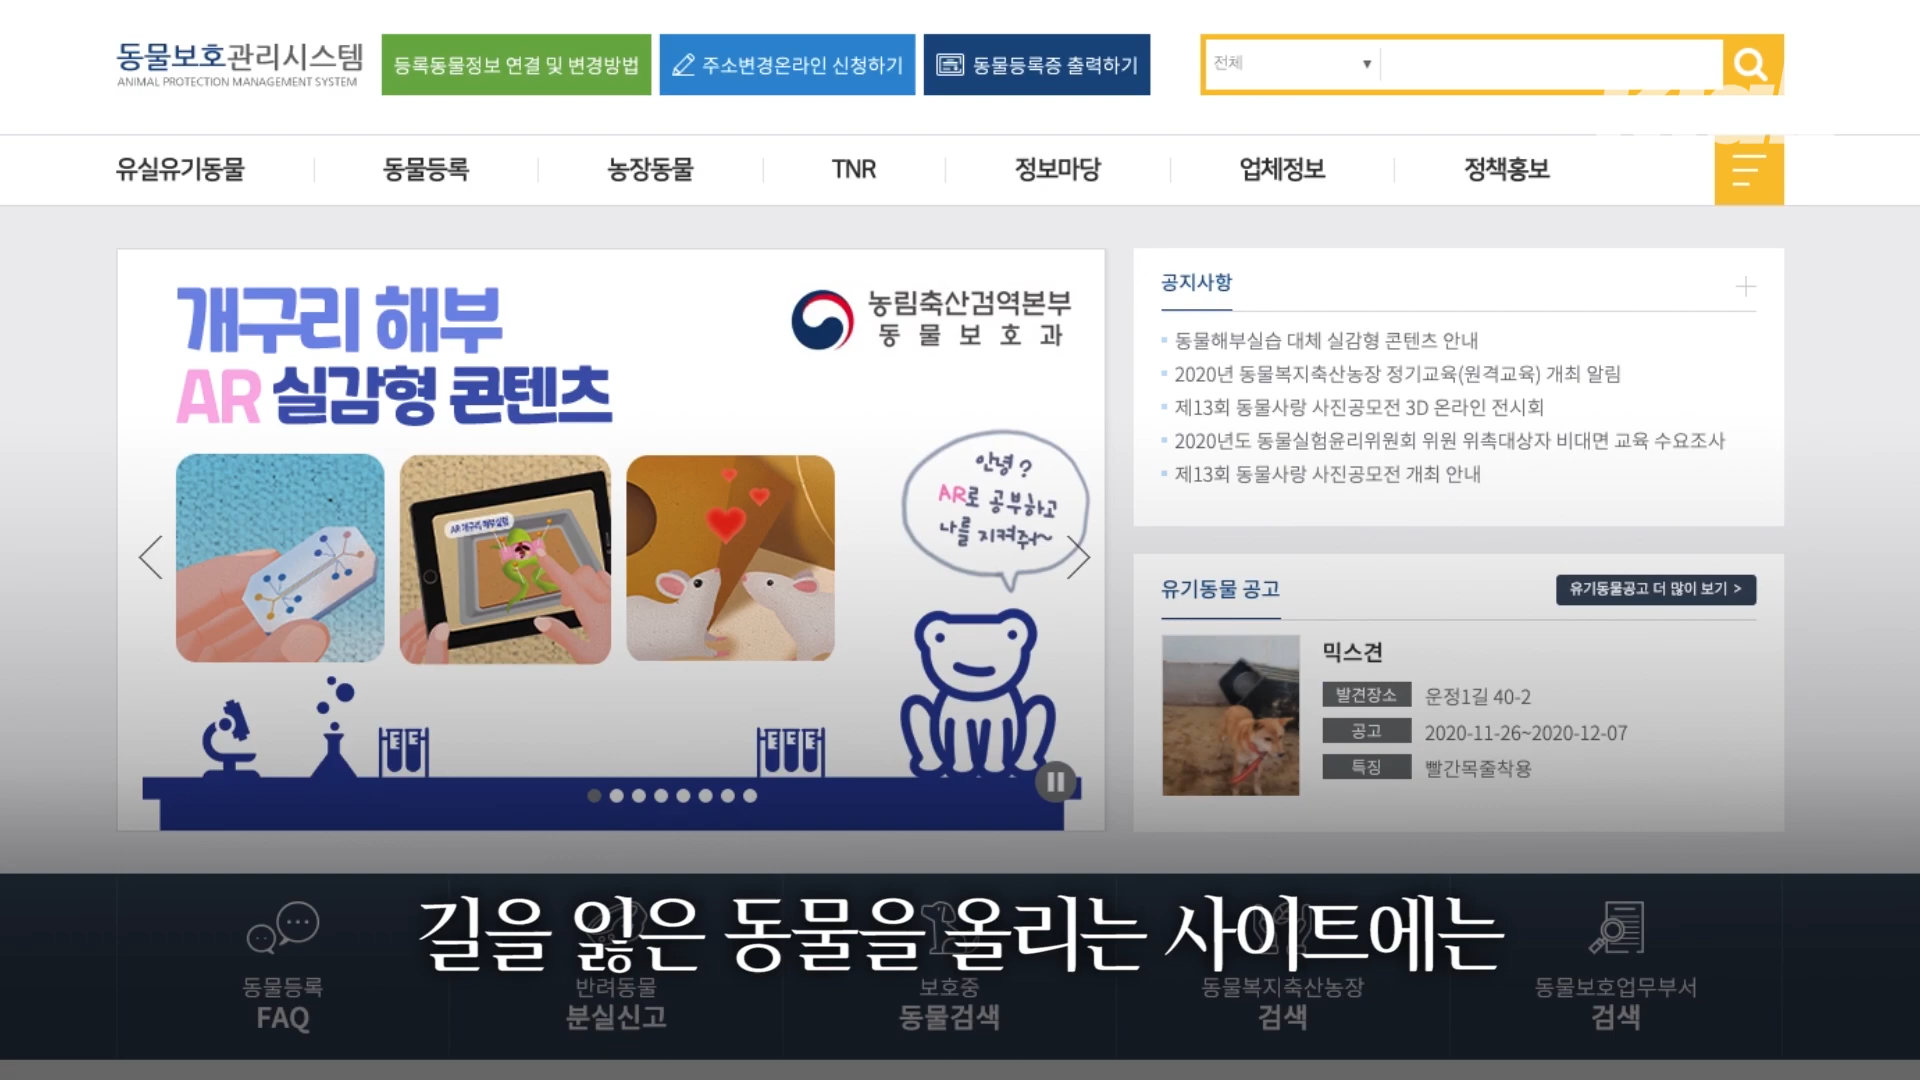 동물보호관리시스템
ANIMAL PROTECTION MANAGEMENT SYSTEM
등록동물정보 연결 및 변경방법
주소변경온라인 신청하기
동물등록증 출력하기
전체
유실유기동물
동물등록
농장동물
TNR
정보마당
업체정보
정책홍보
개구리 해부
AR 실감형 콘텐츠
농림축산검역본부
동물보호과
AR 개구리 해부실험
안녕?
AR로 공부하고
나를 지켜줘~
공지사항
동물해부실습 대체 실감형 콘텐츠 안내
2020년 동물복지축산농장 정기교육(원격교육) 개최 알림
제13회 동물사랑 사진공모전 3D 온라인 전시회
2020년도 동물실험윤리위원회 위원 위촉대상자 비대면 교육 수요조사
제13회 동물사랑 사진공모전 개최 안내
유기동물 공고
유기동물공고 더 많이 보기 >
믹스견
발견장소 운정1길 40-2
공고 2020-11-26~2020-12-07
특징 빨간목줄착용
길을 잃은 동물을 올리는 사이트에는
동물등록
FAQ
반려동물
분실신고
보호중
동물검색
동물복지축산농장
검색
동물보호업무부서
검색